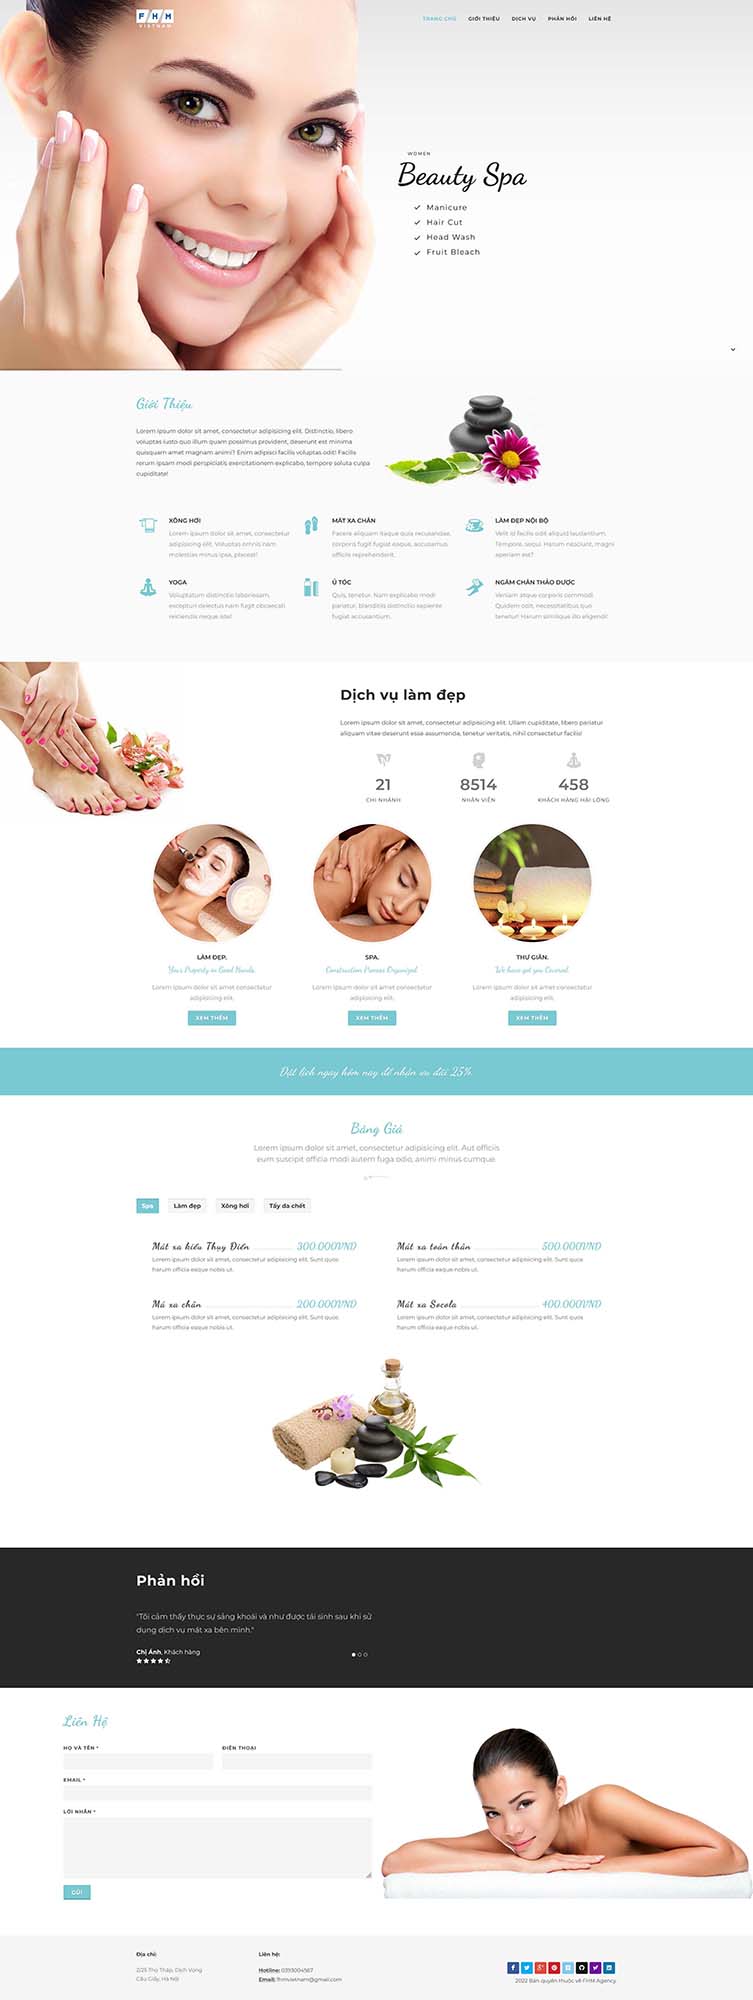 FHM
VIETNAM
TRANG CHỦ GIỚI THIỆU DỊCH VỤ PHẢN HỒI LIÊN HỆ
WOMEN
Beauty Spa
Manicure
Hair Cut
Head Wash
Fruit Bleach
Giới Thiệu
Lorem ipsum dolor sit amet, consectetur adipisicing elit. Distinctio, libero
voluptas iusto quo illum quam possimus provident, deserunt est minima
quisquam amet magnam animi? Enim adipisci facilis voluptas odit! Facilis
rerum ipsam modi perspiciatis exercitationem explicabo, tempore soluta culpa
cupiditate!
XÔNG HƠI
Lorem ipsum dolor sit amet, consectetur
adipisicing elit. Voluptas omnis nam
molestias minus ipsa, placeat!
MÁT XA CHÂN
Facere aliquam itaque quia recusandae,
corporis fugit fugiat eaque, accusamus
officiis reprehenderit.
LÀM ĐẸP NỘI BỘ
Velit id facilis odit aliquid laudantium.
Tempora, sequi. Harum nesciunt, magni
aperiam est?
YOGA
Voluptatum distinctio laboriosam,
excepturi delectus nam fugit obcaecati
reiciendis neque iste!
Ủ TÓC
Quis, tenetur. Nam explicabo modi
pariatur, blanditiis distinctio sapiente
fugiat accusantium.
NGÂM CHÂN THẢO DƯỢC
Veniam atque corporis commodi.
Quidem odit, necessitatibus quo
tenetur! Harum similique illo eligendi!
Dịch vụ làm đẹp
Lorem ipsum dolor sit amet, consectetur adipisicing elit. Ullam cupiditate, libero pariatur
aliquam vitae deserunt esse assumenda, tenetur veritatis, nihil consectetur facilis!
21 8514 458
CHI NHÁNH NHÂN VIÊN KHÁCH HÀNG HÀI LÒNG
LÀM ĐẸP.
Your Property in Good Hands.
Lorem ipsum dolor sit amet consectetur
adipisicing elit.
XEM THÊM
SPA.
Construction Process Organized.
Lorem ipsum dolor sit amet consectetur
adipisicing elit.
XEM THÊM
THƯ GIÃN.
We have got you Covered.
Lorem ipsum dolor sit amet consectetur
adipisicing elit.
XEM THÊM
Đặt lịch ngay hôm nay để nhận ưu đãi 25%.
Bảng Giá
Lorem ipsum dolor sit amet, consectetur adipisicing elit. Aut officiis
eum suscipit officia modi autem fuga odio, animi minus cumque.
Spa Làm đẹp Xông hơi Tẩy da chết
Mát xa kiểu Thụy Điển 300.000VND
Lorem ipsum dolor sit amet, consectetur adipisicing elit. Sunt quos
harum officia eaque nobis ut.
Mát xa toàn thân 500.000VND
Lorem ipsum dolor sit amet, consectetur adipisicing elit. Sunt quos
harum officia eaque nobis ut.
Má xa chân 200.000VND
Lorem ipsum dolor sit amet, consectetur adipisicing elit. Sunt quos
harum officia eaque nobis ut.
Mát xa Socola 400.000VND
Lorem ipsum dolor sit amet, consectetur adipisicing elit. Sunt quos
harum officia eaque nobis ut.
Phản hồi
"Tôi cảm thấy thực sự sảng khoái và như được tái sinh sau khi sử
dụng dịch vụ mát xa bên mình."
Chị Ánh, Khách hàng
Liên Hệ
HỌ VÀ TÊN * ĐIỆN THOẠI
EMAIL *
LỜI NHẮN *
GỬI
Địa chỉ:
2/25 Thọ Tháp, Dịch Vọng
Cầu Giấy, Hà Nội
Liên hệ:
Hotline: 0393004567
Email: fhmvietnam@gmail.com
2022 Bản quyền thuộc về FHM Agency